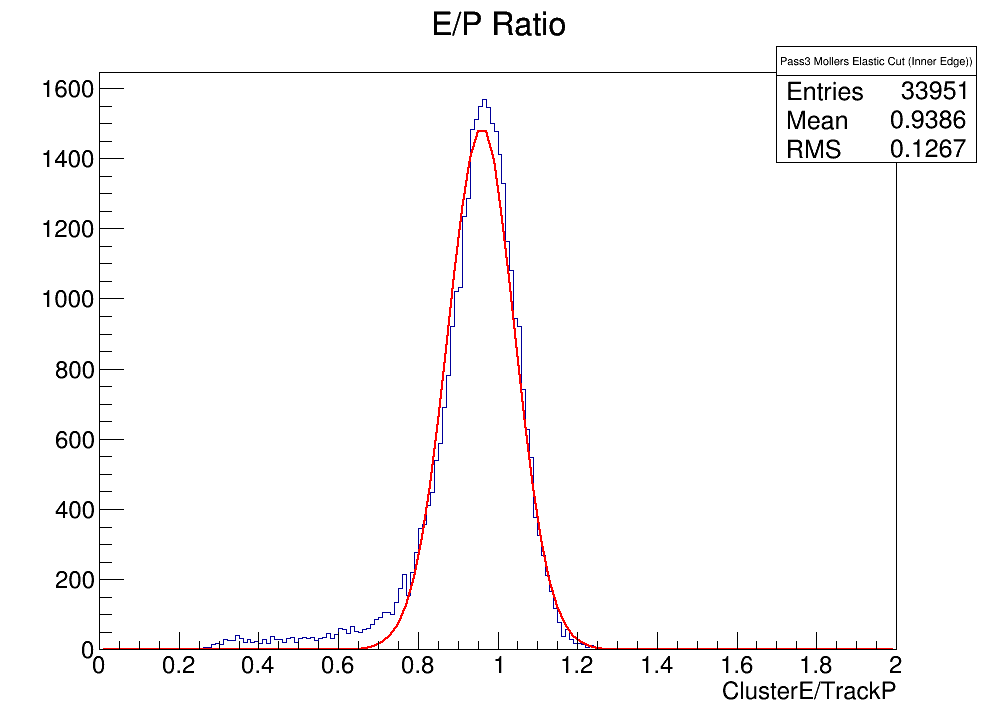 E/P Ratio
Pass3 Mollers Elastic Cut (Inner Edge))
Entries 33951
Mean 0.9386
RMS 0.1267
1600
1400
1200
1000
800
600
400
200
0
0 0.2 0.4 0.6 0.8 1 1.2 1.4 1.6 1.8 2
ClusterE/TrackP